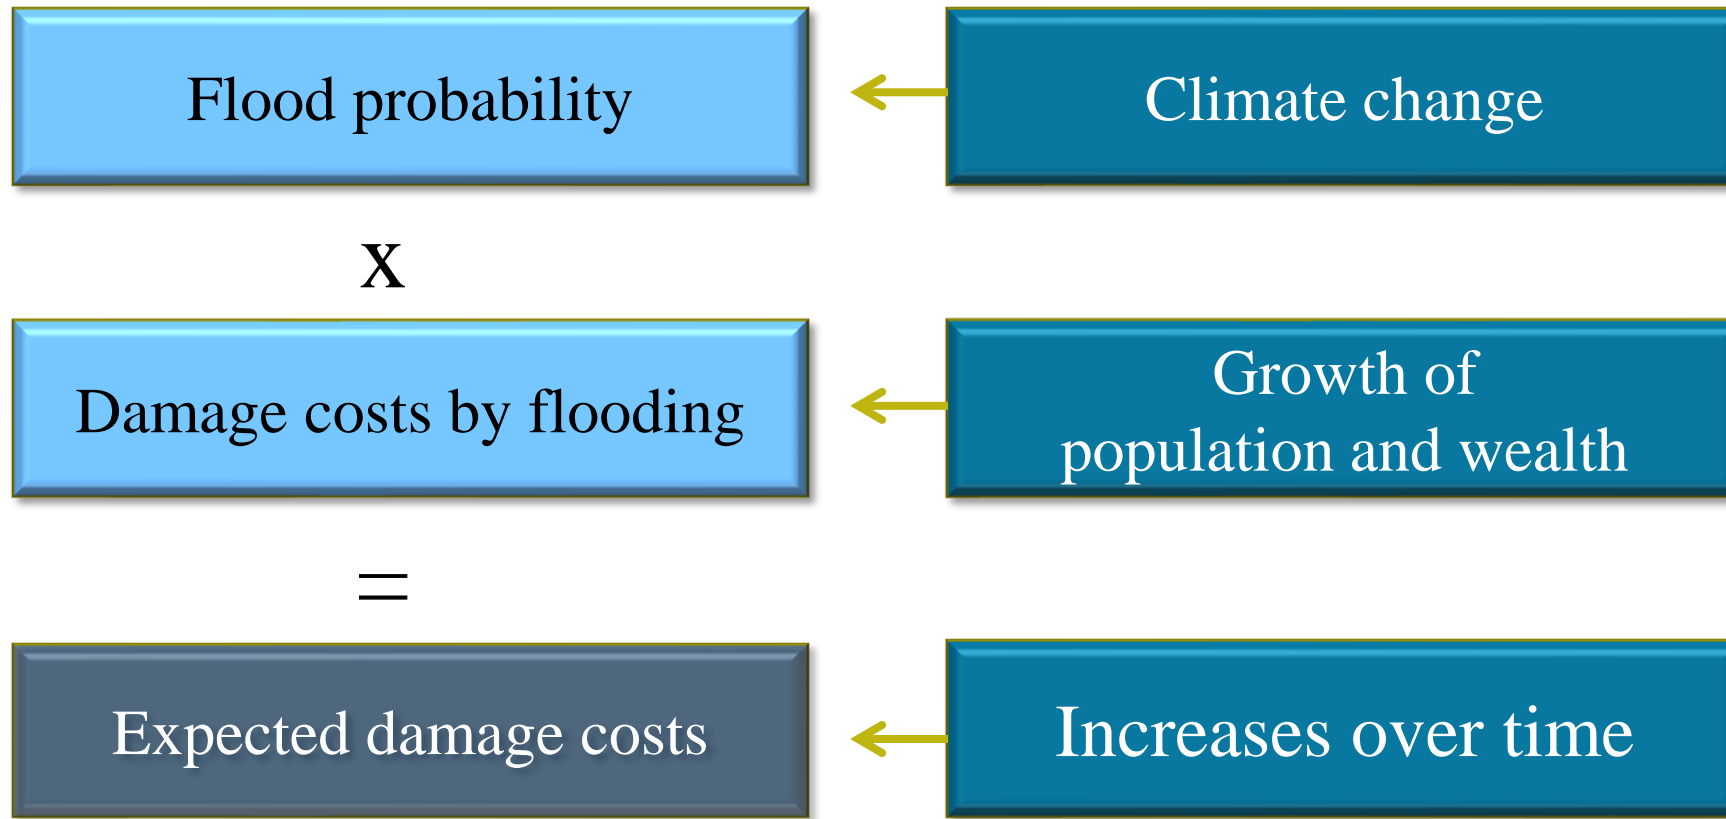 Flood probability
Climate change
x
Damage costs by flooding
Growth of
population and wealth
=
Expected damage costs
Increases over time